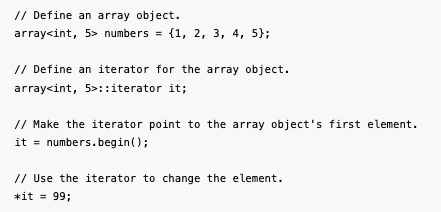 // Define an array object.
array<int, 5> numbers = {1, 2, 3, 4, 5};
// Define an iterator for the array object.
array<int, 5>::iterator it;
// Make the iterator point to the array object's first element.
it = numbers.begin();
// Use the iterator to change the element.
*it = 99;